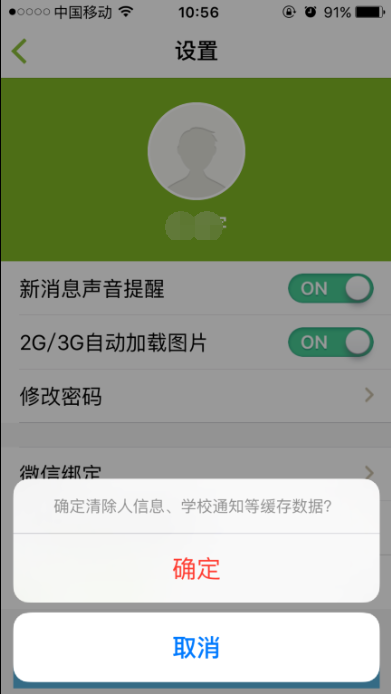 中国移动 10:56 91%
设置
新消息声音提醒 ON
2G/3G自动加载图片 ON
修改密码
微信绑定
确定清除人信息、学校通知等缓存数据?
确定
取消